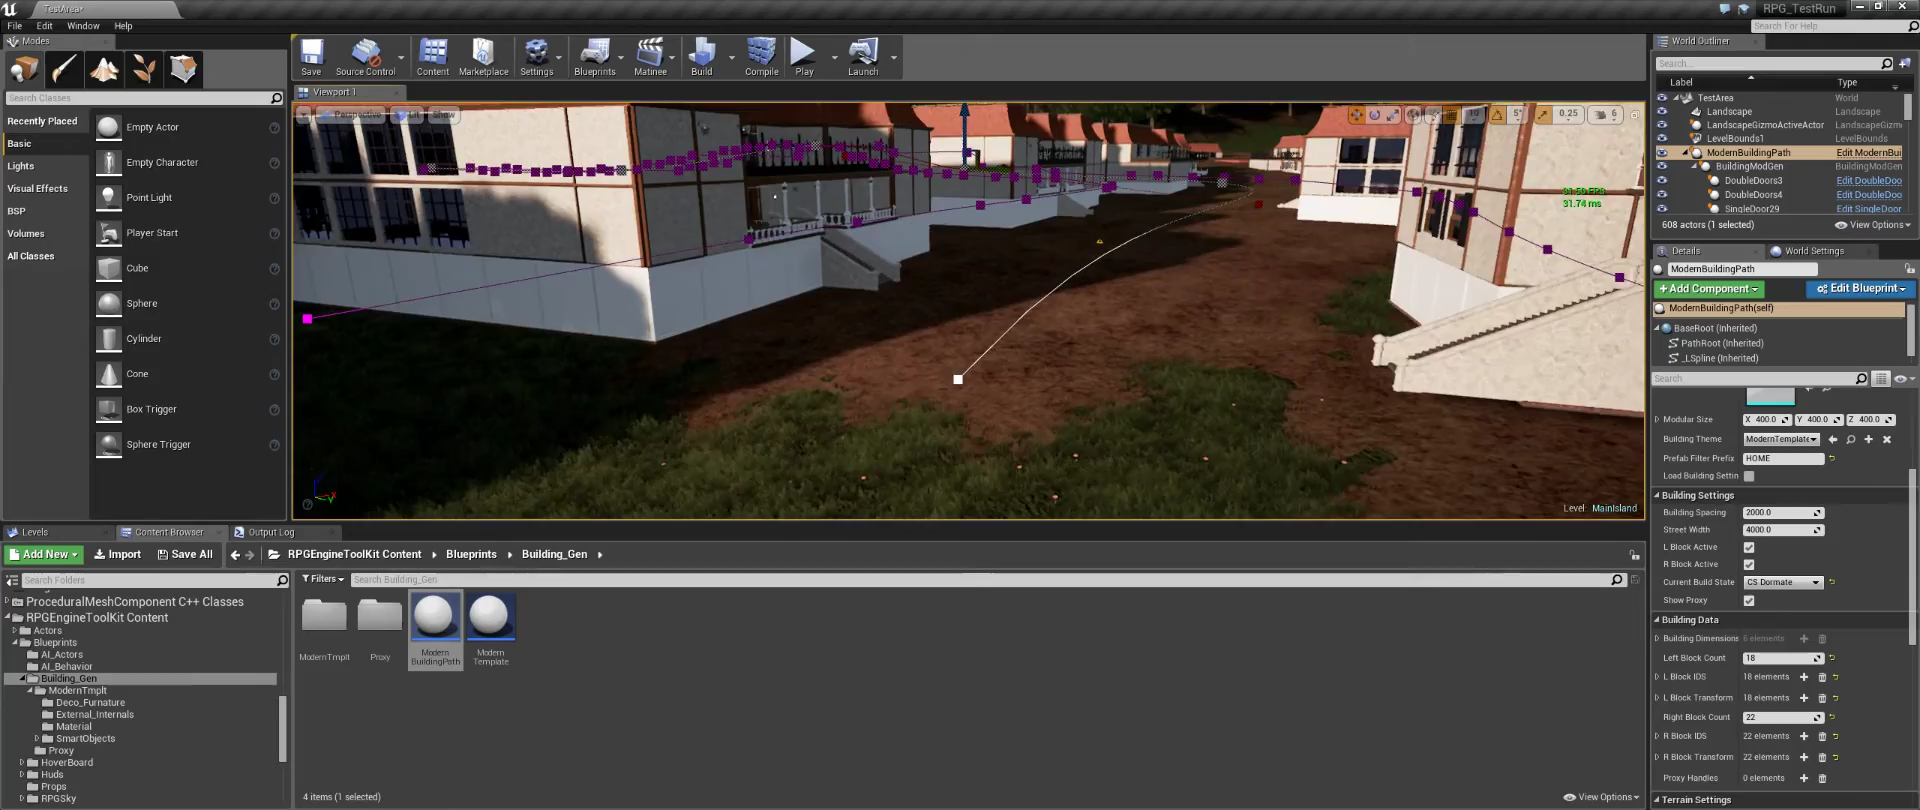 TestArea*
RPG_TestRun
File Edit Window Help
Search For Help
Modes
Search Classes
Recently Placed
Basic
Lights
Visual Effects
BSP
Volumes
All Classes
Empty Actor
Empty Character
Point Light
Player Start
Cube
Sphere
Cylinder
Cone
Box Trigger
Sphere Trigger
Save
Source Control
Content
Marketplace
Settings
Blueprints
Matinee
Build
Compile
Play
Launch
Viewport 1
Perspective Lit Show
10 5° 0.25 6
31.74 ms
Level: MainIsland
World Outliner
Search...
Label Type
TestArea World
Landscape Landscape
LandscapeGizmoActiveActor LandscapeGizm
LevelBounds1 LevelBounds
ModernBuildingPath Edit ModernBui
BuildingModGen BuildingModGen
DoubleDoors3 Edit DoubleDoo
DoubleDoors4 Edit DoubleDoo
SingleDoor29 Edit SingleDoor
608 actors (1 selected) View Options
Details World Settings
ModernBuildingPath
+Add Component Edit Blueprint
ModernBuildingPath(self)
BaseRoot (Inherited)
PathRoot (Inherited)
_LSpline (Inherited)
Search
Modular Size X 400.0 Y 400.0 Z 400.0
Building Theme ModernTemplate
Prefab Filter Prefix HOME
Load Building Settin
Building Settings
Building Spacing 2000.0
Street Width 4000.0
L Block Active
R Block Active
Current Build State CS Dormate
Show Proxy
Building Data
Building Dimensions 6 elements
Left Block Count 18
L Block IDS 18 elements
L Block Transform 18 elements
Right Block Count 22
R Block IDS 22 elements
R Block Transform 22 elements
Proxy Handles 0 elements
Terrain Settings
Levels Content Browser Output Log
Add New Import Save All RPGEngineToolKit Content Blueprints Building_Gen
Search Folders
Filters Search Building_Gen
ProceduralMeshComponent C++ Classes
RPGEngineToolKit Content
Actors
Blueprints
AI_Actors
AI_Behavior
Building_Gen
ModernTmplt
Deco_Furnature
External_Internals
Material
SmartObjects
Proxy
HoverBoard
Huds
Props
RPGSky
ModernTmplt
Proxy
Modern
BuildingPath
Modern
Template
4 items (1 selected)
View Options